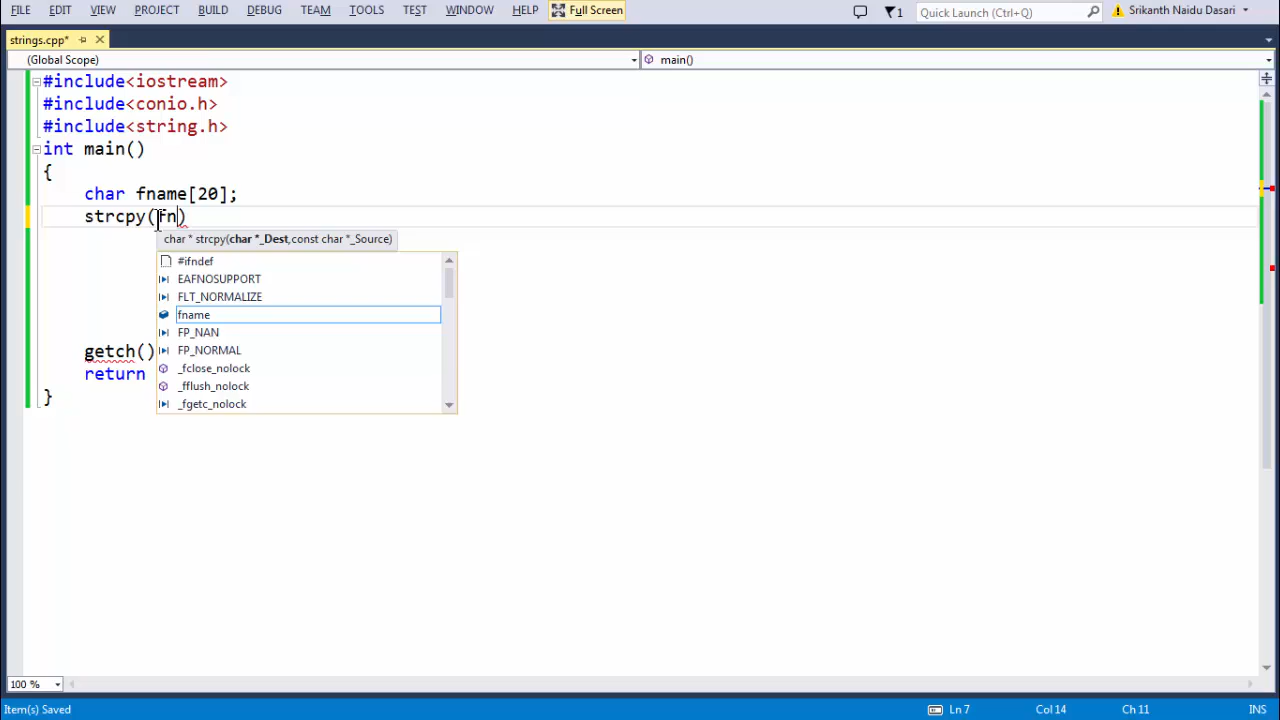 FILE EDIT VIEW PROJECT BUILD DEBUG TEAM TOOLS TEST WINDOW HELP Full Screen 1 Quick Launch (Ctrl+Q) Srikanth Naidu Dasari
strings.cpp*
(Global Scope) main()
#include<iostream>
#include<conio.h>
#include<string.h>
int main()
{
char fname[20];
strcpy(fn)
char * strcpy(char *_Dest,const char *_Source)
#ifndef
EAFNOSUPPORT
FLT_NORMALIZE
fname
FP_NAN
FP_NORMAL
_fclose_nolock
_fflush_nolock
_fgetc_nolock
getch()
return
}
100 %
Item(s) Saved Ln 7 Col 14 Ch 11 INS